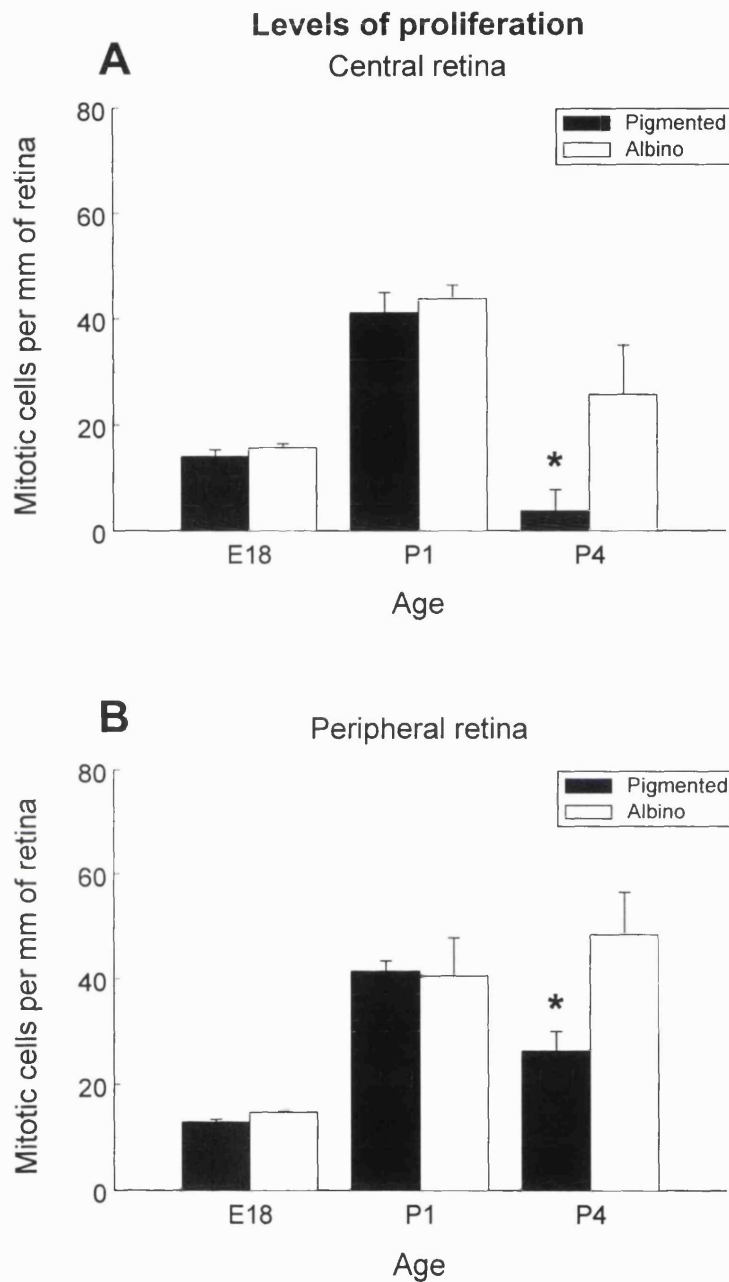 Levels of proliferation
A
Central retina
80
60
40
20
0
Mitotic cells per mm of retina
Pigmented
Albino
*
E18
P1
P4
Age
B
Peripheral retina
80
60
40
20
0
Mitotic cells per mm of retina
Pigmented
Albino
*
E18
P1
P4
Age